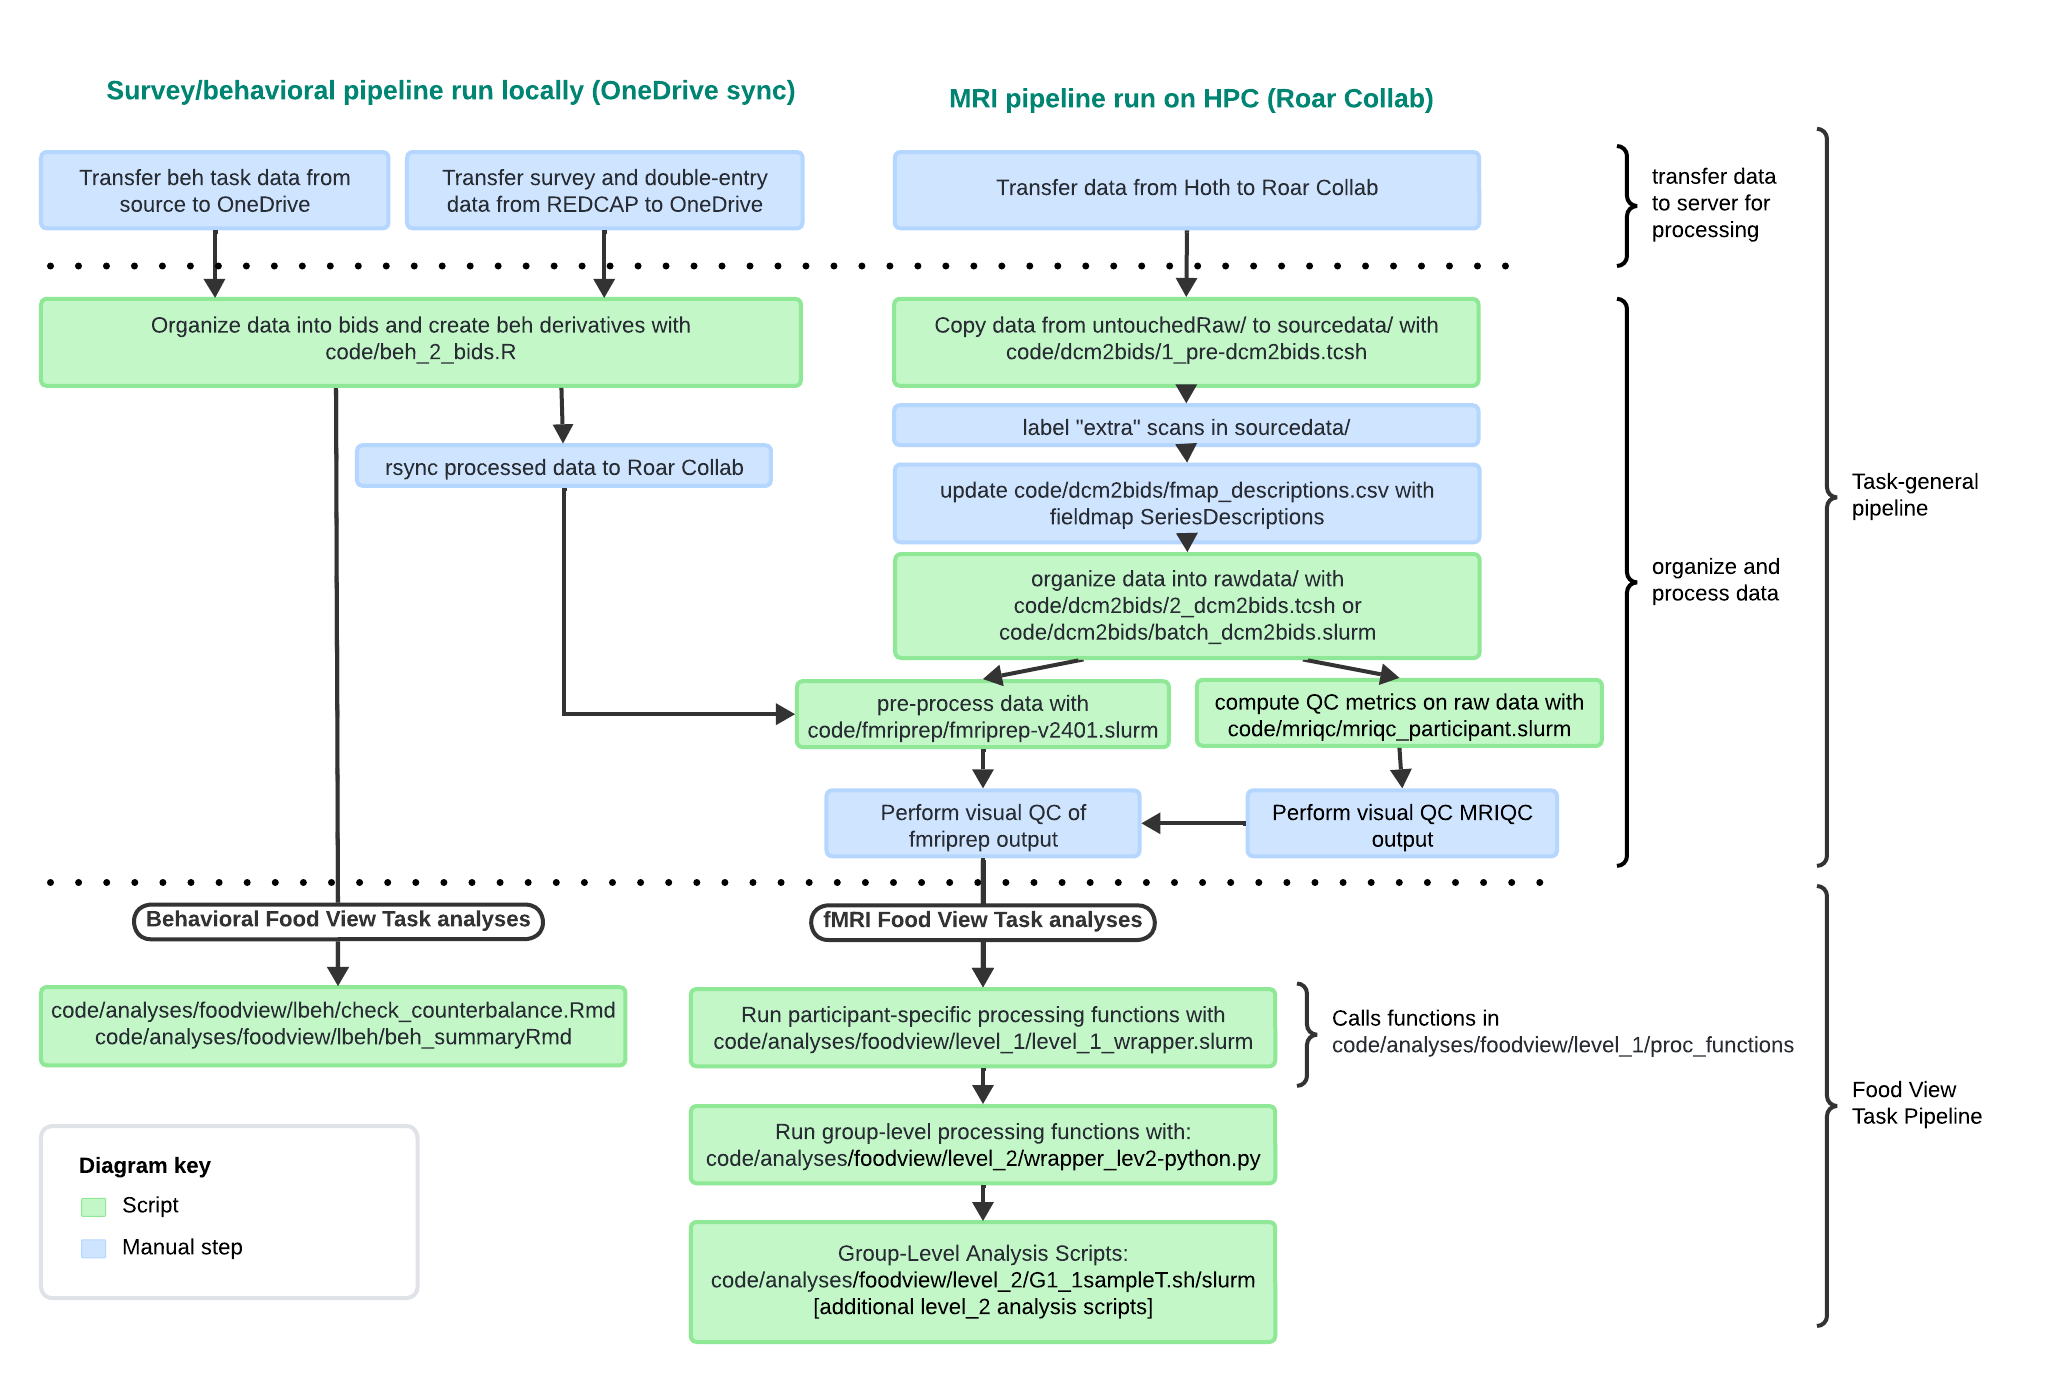 Survey/behavioral pipeline run locally (OneDrive sync)
MRI pipeline run on HPC (Roar Collab)
Transfer beh task data from
source to OneDrive
Transfer survey and double-entry
data from REDCAP to OneDrive
Transfer data from Hoth to Roar Collab
transfer data
to server for
processing
Organize data into bids and create beh derivatives with
code/beh_2_bids.R
Copy data from untouchedRaw/ to sourcedata/ with
code/dcm2bids/1_pre-dcm2bids.tcsh
label "extra" scans in sourcedata/
rsync processed data to Roar Collab
update code/dcm2bids/fmap_descriptions.csv with
fieldmap SeriesDescriptions
Task-general
pipeline
organize data into rawdata/ with
code/dcm2bids/2_dcm2bids.tcsh or
code/dcm2bids/batch_dcm2bids.slurm
organize and
process data
pre-process data with
code/fmriprep/fmriprep-v2401.slurm
compute QC metrics on raw data with
code/mriqc/mriqc_participant.slurm
Perform visual QC of
fmriprep output
Perform visual QC MRIQC
output
Behavioral Food View Task analyses
fMRI Food View Task analyses
code/analyses/foodview/lbeh/check_counterbalance.Rmd
code/analyses/foodview/lbeh/beh_summaryRmd
Run participant-specific processing functions with
code/analyses/foodview/level_1/level_1_wrapper.slurm
Calls functions in
code/analyses/foodview/level_1/proc_functions
Food View
Task Pipeline
Run group-level processing functions with:
code/analyses/foodview/level_2/wrapper_lev2-python.py
Diagram key
Script
Manual step
Group-Level Analysis Scripts:
code/analyses/foodview/level_2/G1_1sampleT.sh/slurm
[additional level_2 analysis scripts]